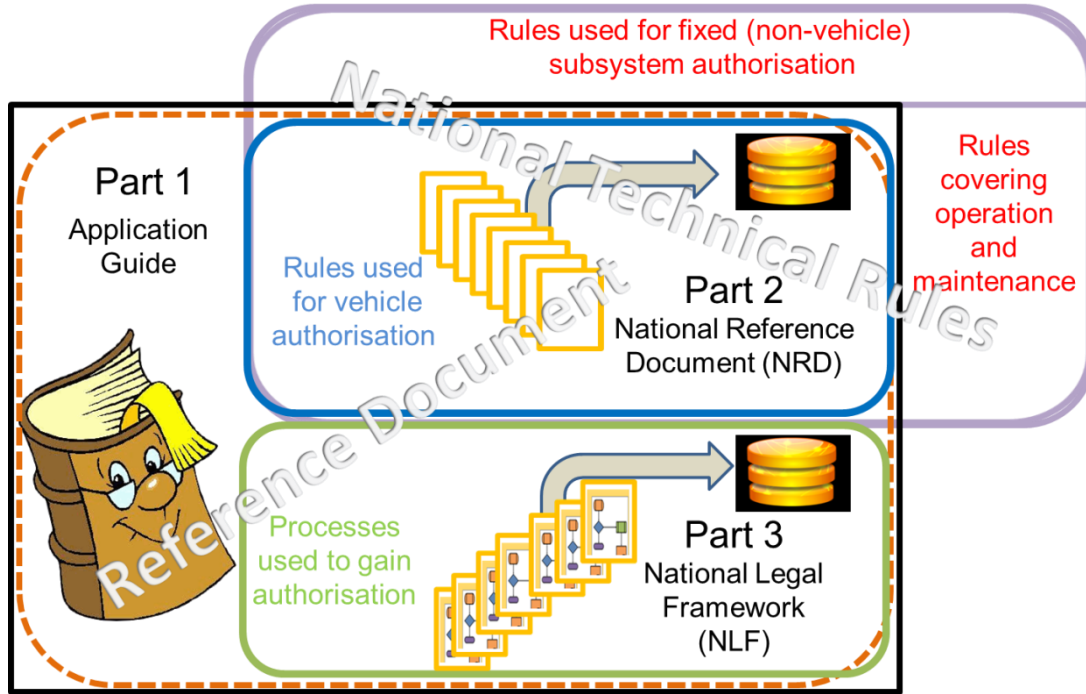 Rules used for fixed (non-vehicle)
subsystem authorisation
National Technical Rules
Rules
covering
operation
and
maintenance
Part 1
Application
Guide
Rules used
for vehicle
authorisation
Part 2
National Reference
Document (NRD)
Reference Document
Processes
used to gain
authorisation
Part 3
National Legal
Framework
(NLF)